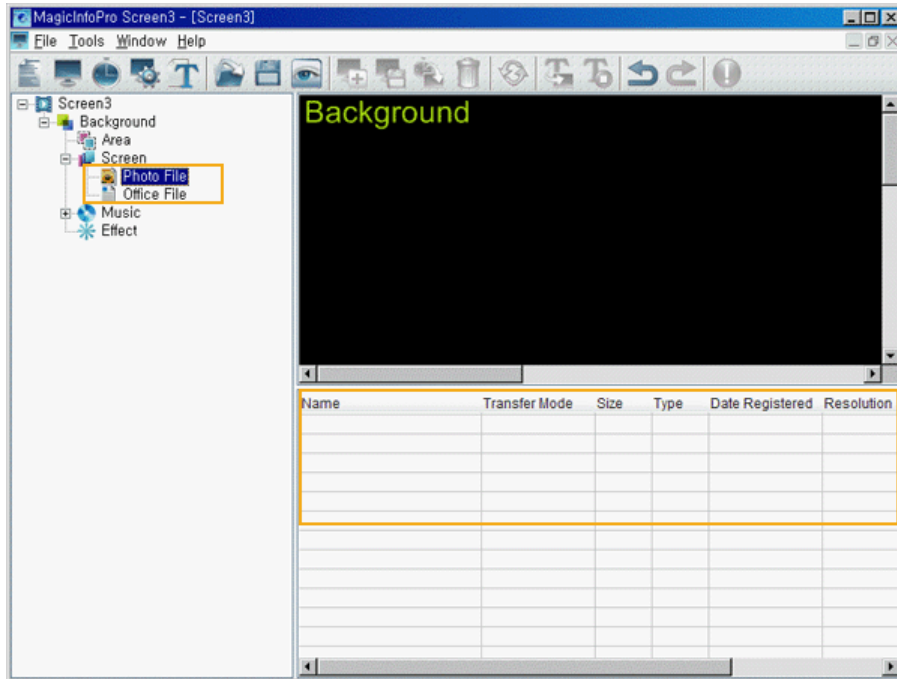 MagicInfoPro Screen3 - [Screen3]
File Tools Window Help
Screen3
Background
Area
Screen
Photo File
Office File
Music
Effect
Background
Name Transfer Mode Size Type Date Registered Resolution